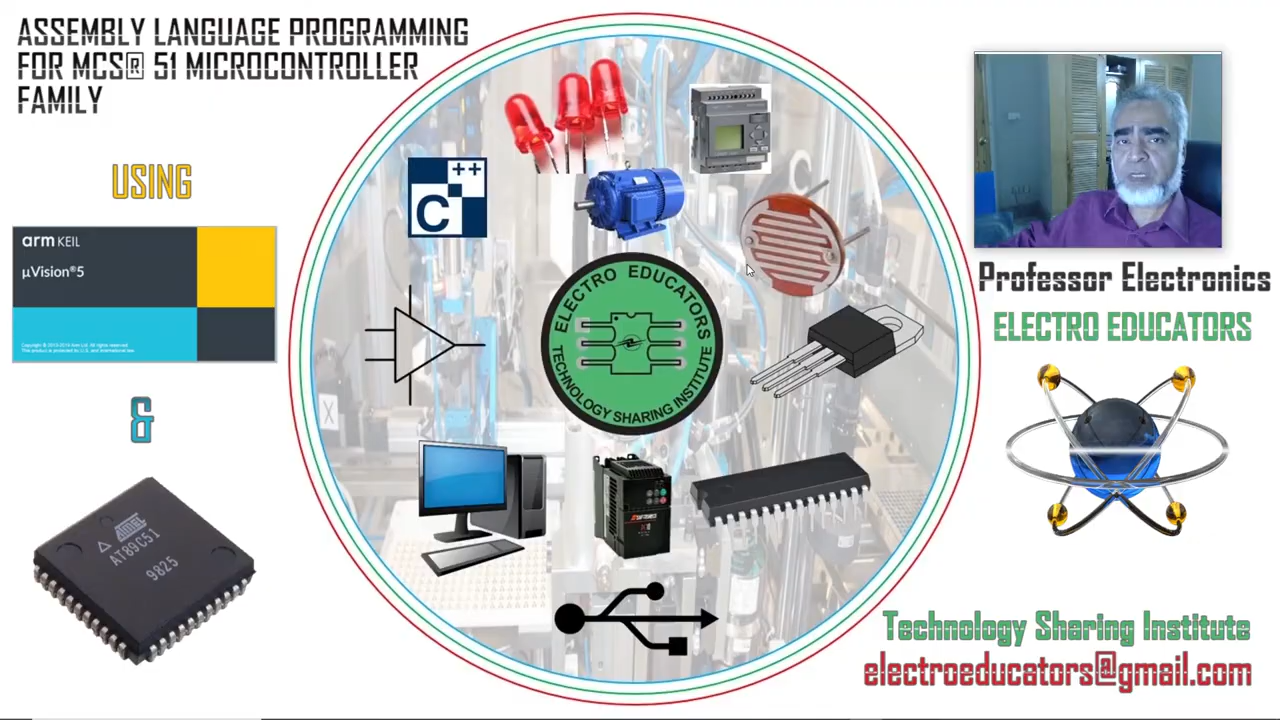 ASSEMBLY LANGUAGE PROGRAMMING
FOR MCS® 51 MICROCONTROLLER
FAMILY
USING
arm KEIL
µVision®5
&
ATMEL
AT89C51
9825
C
++
ELECTRO EDUCATORS
TECHNOLOGY SHARING INSTITUTE
X
Professor Electronics
ELECTRO EDUCATORS
Technology Sharing Institute
electroeducators@gmail.com